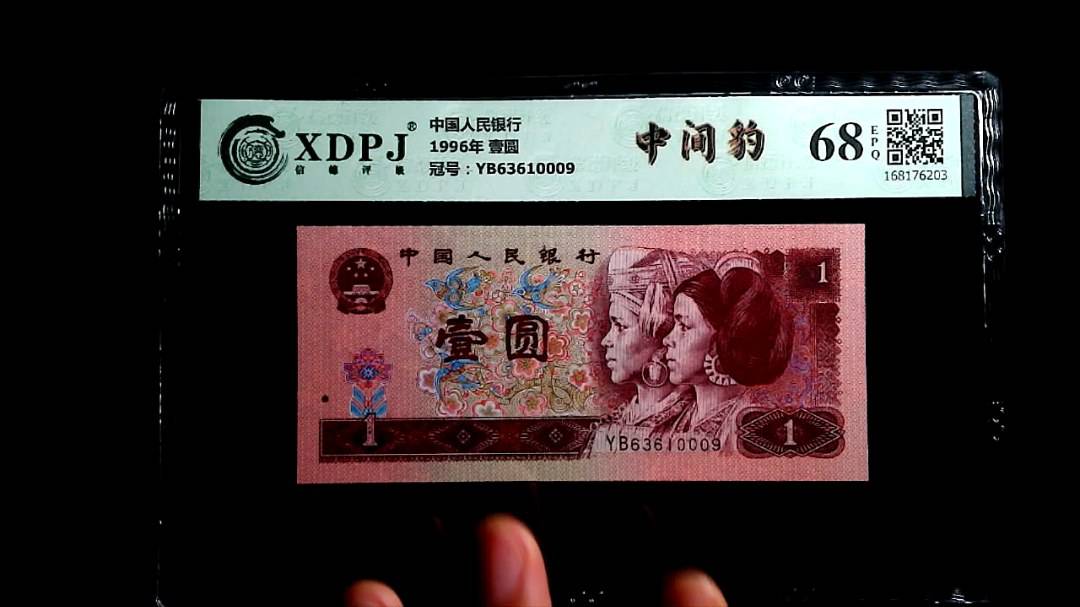 XDPJ®
信德评级
中国人民银行
1996年 壹圆
冠号：YB63610009
中间豹
68
EPQ
168176203
中国人民银行
1
壹圆
1
YB63610009
1